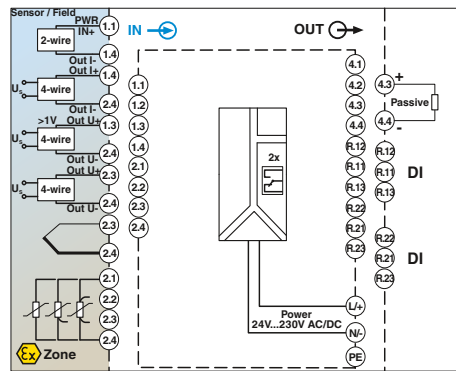 Sensor / Field
PWR
IN+
1.1
2-wire
1.4
Out I-
Out I+
1.4
Us
4-wire
Out I-
2.4
>1V
Out U+
1.3
Us
4-wire
Out U-
2.4
Out U+
2.3
Us
4-wire
Out U-
2.4
2.3
2.4
2.1
2.2
2.3
2.4
Ex
Zone
IN
1.1
1.2
1.3
1.4
2.1
2.2
2.3
2.4
2x
Power
24V...230V AC/DC
OUT
4.1
4.2
4.3
4.4
R.12
R.11
R.13
R.22
R.21
R.23
L/+
N/-
PE
4.3
+
Passive
4.4
-
R.12
R.11
DI
R.13
R.22
R.21
DI
R.23